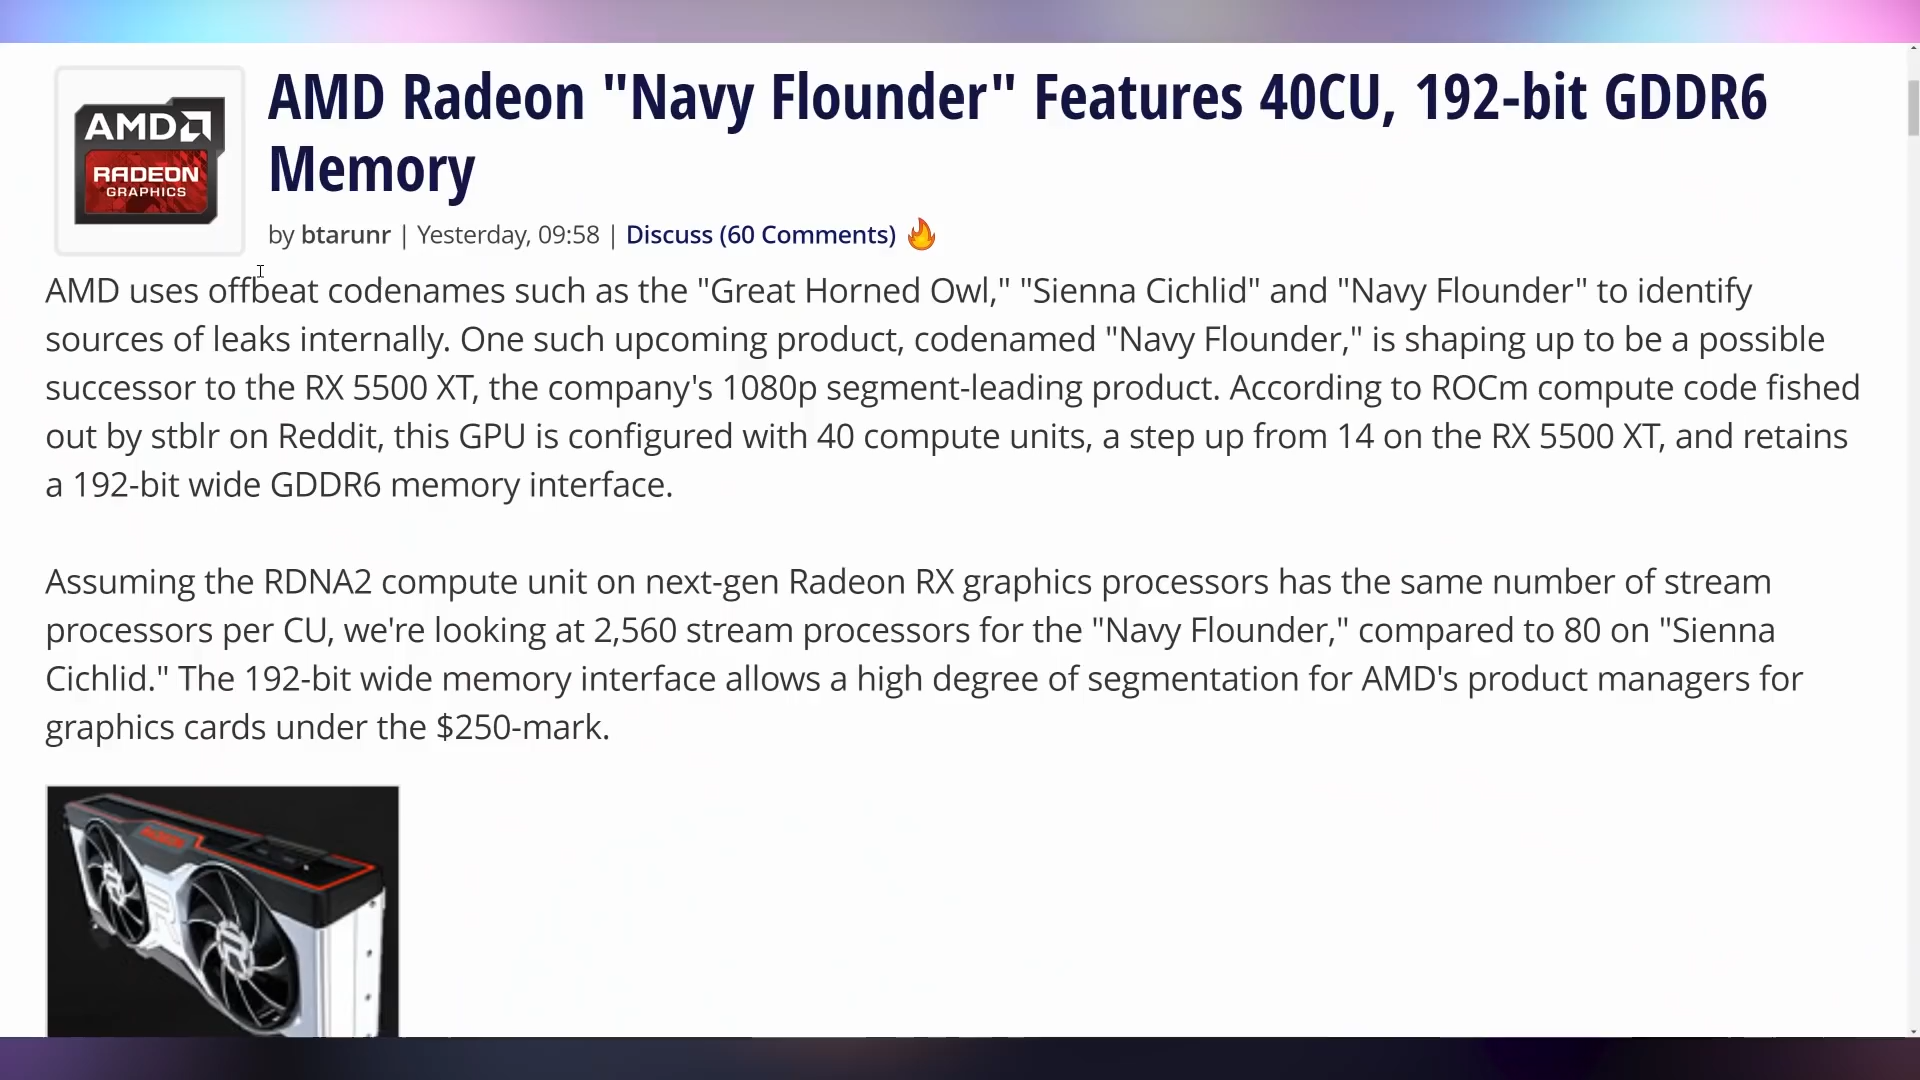 AMD Radeon "Navy Flounder" Features 40CU, 192-bit GDDR6
Memory
AMD
RADEON
GRAPHICS
by btarunr | Yesterday, 09:58 | Discuss (60 Comments)
AMD uses offbeat codenames such as the "Great Horned Owl," "Sienna Cichlid" and "Navy Flounder" to identify
sources of leaks internally. One such upcoming product, codenamed "Navy Flounder," is shaping up to be a possible
successor to the RX 5500 XT, the company's 1080p segment-leading product. According to ROCm compute code fished
out by stblr on Reddit, this GPU is configured with 40 compute units, a step up from 14 on the RX 5500 XT, and retains
a 192-bit wide GDDR6 memory interface.
Assuming the RDNA2 compute unit on next-gen Radeon RX graphics processors has the same number of stream
processors per CU, we're looking at 2,560 stream processors for the "Navy Flounder," compared to 80 on "Sienna
Cichlid." The 192-bit wide memory interface allows a high degree of segmentation for AMD's product managers for
graphics cards under the $250-mark.
RADEON